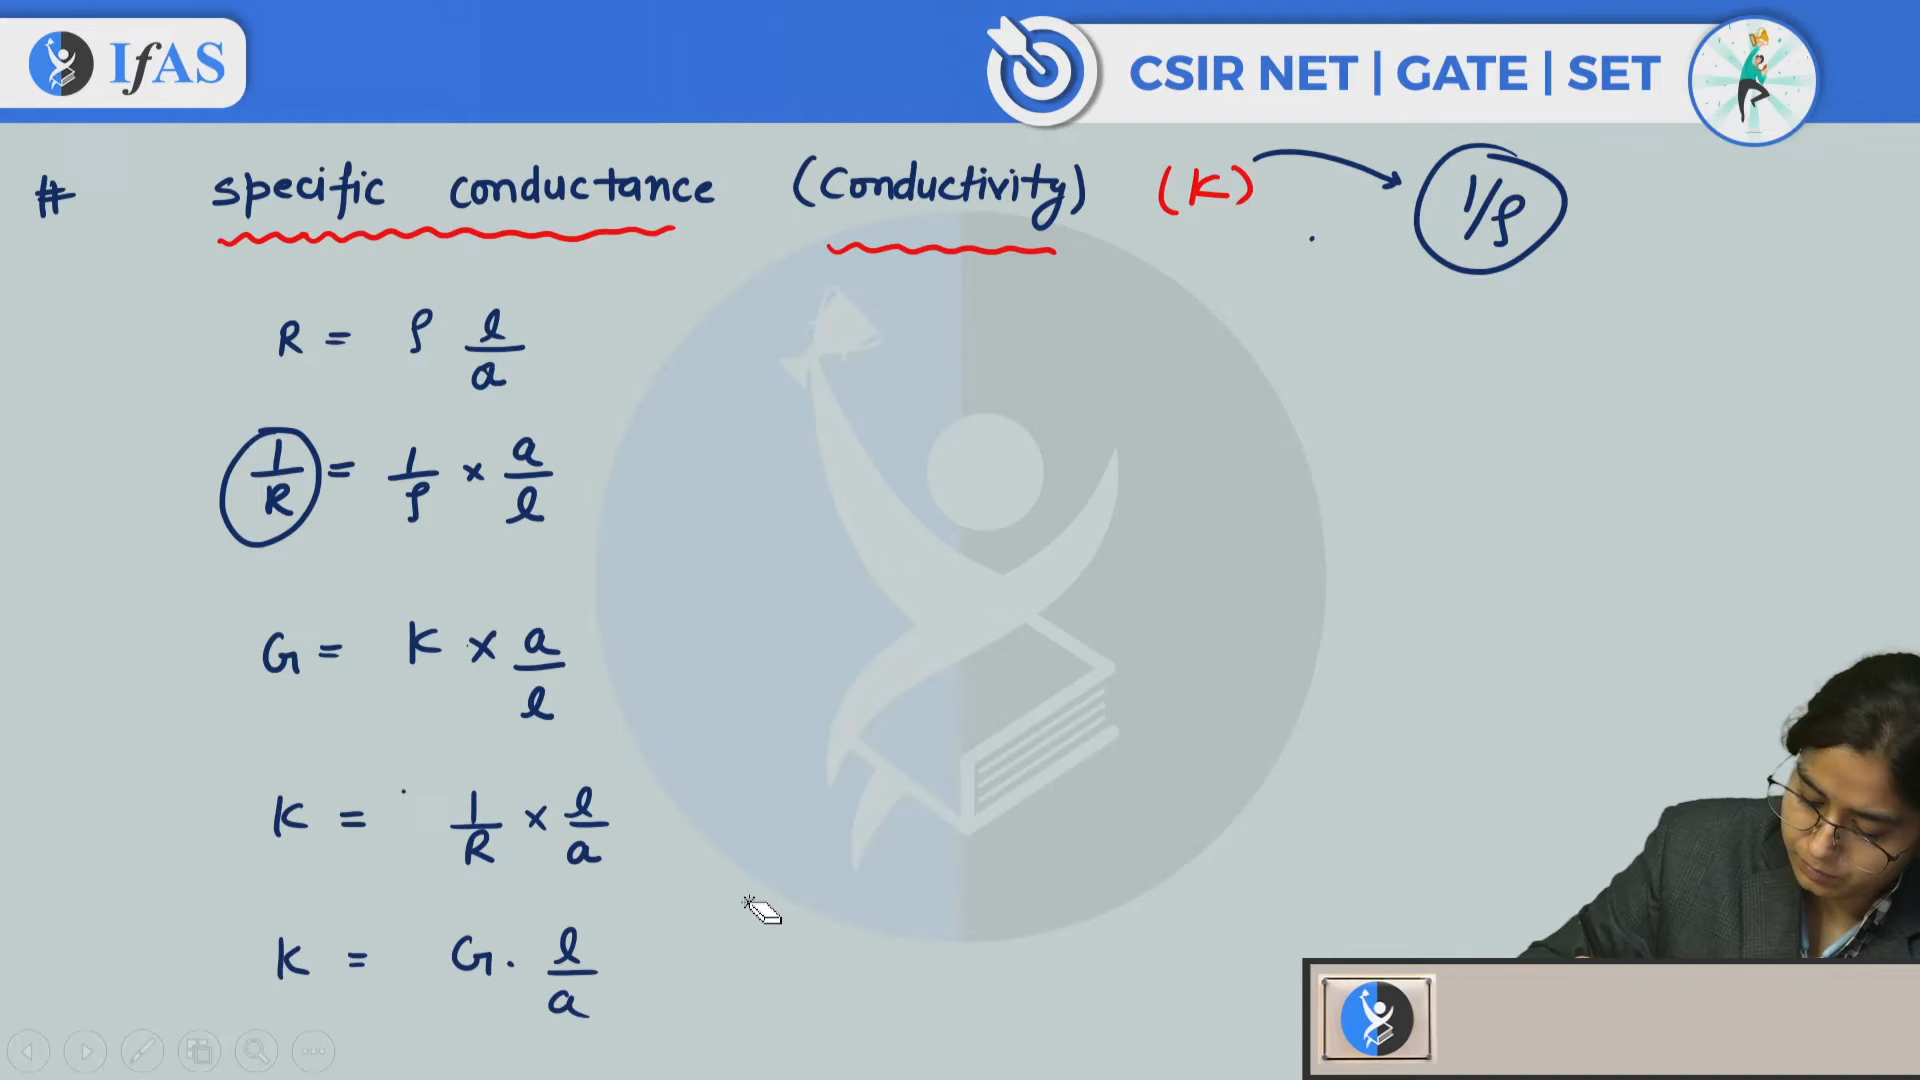 IfAS
CSIR NET | GATE | SET
# specific conductance (Conductivity) (K) 1/ρ
R = ρ l/a
1/R = 1/ρ × a/l
G = K × a/l
K = 1/R × l/a
K = G. l/a